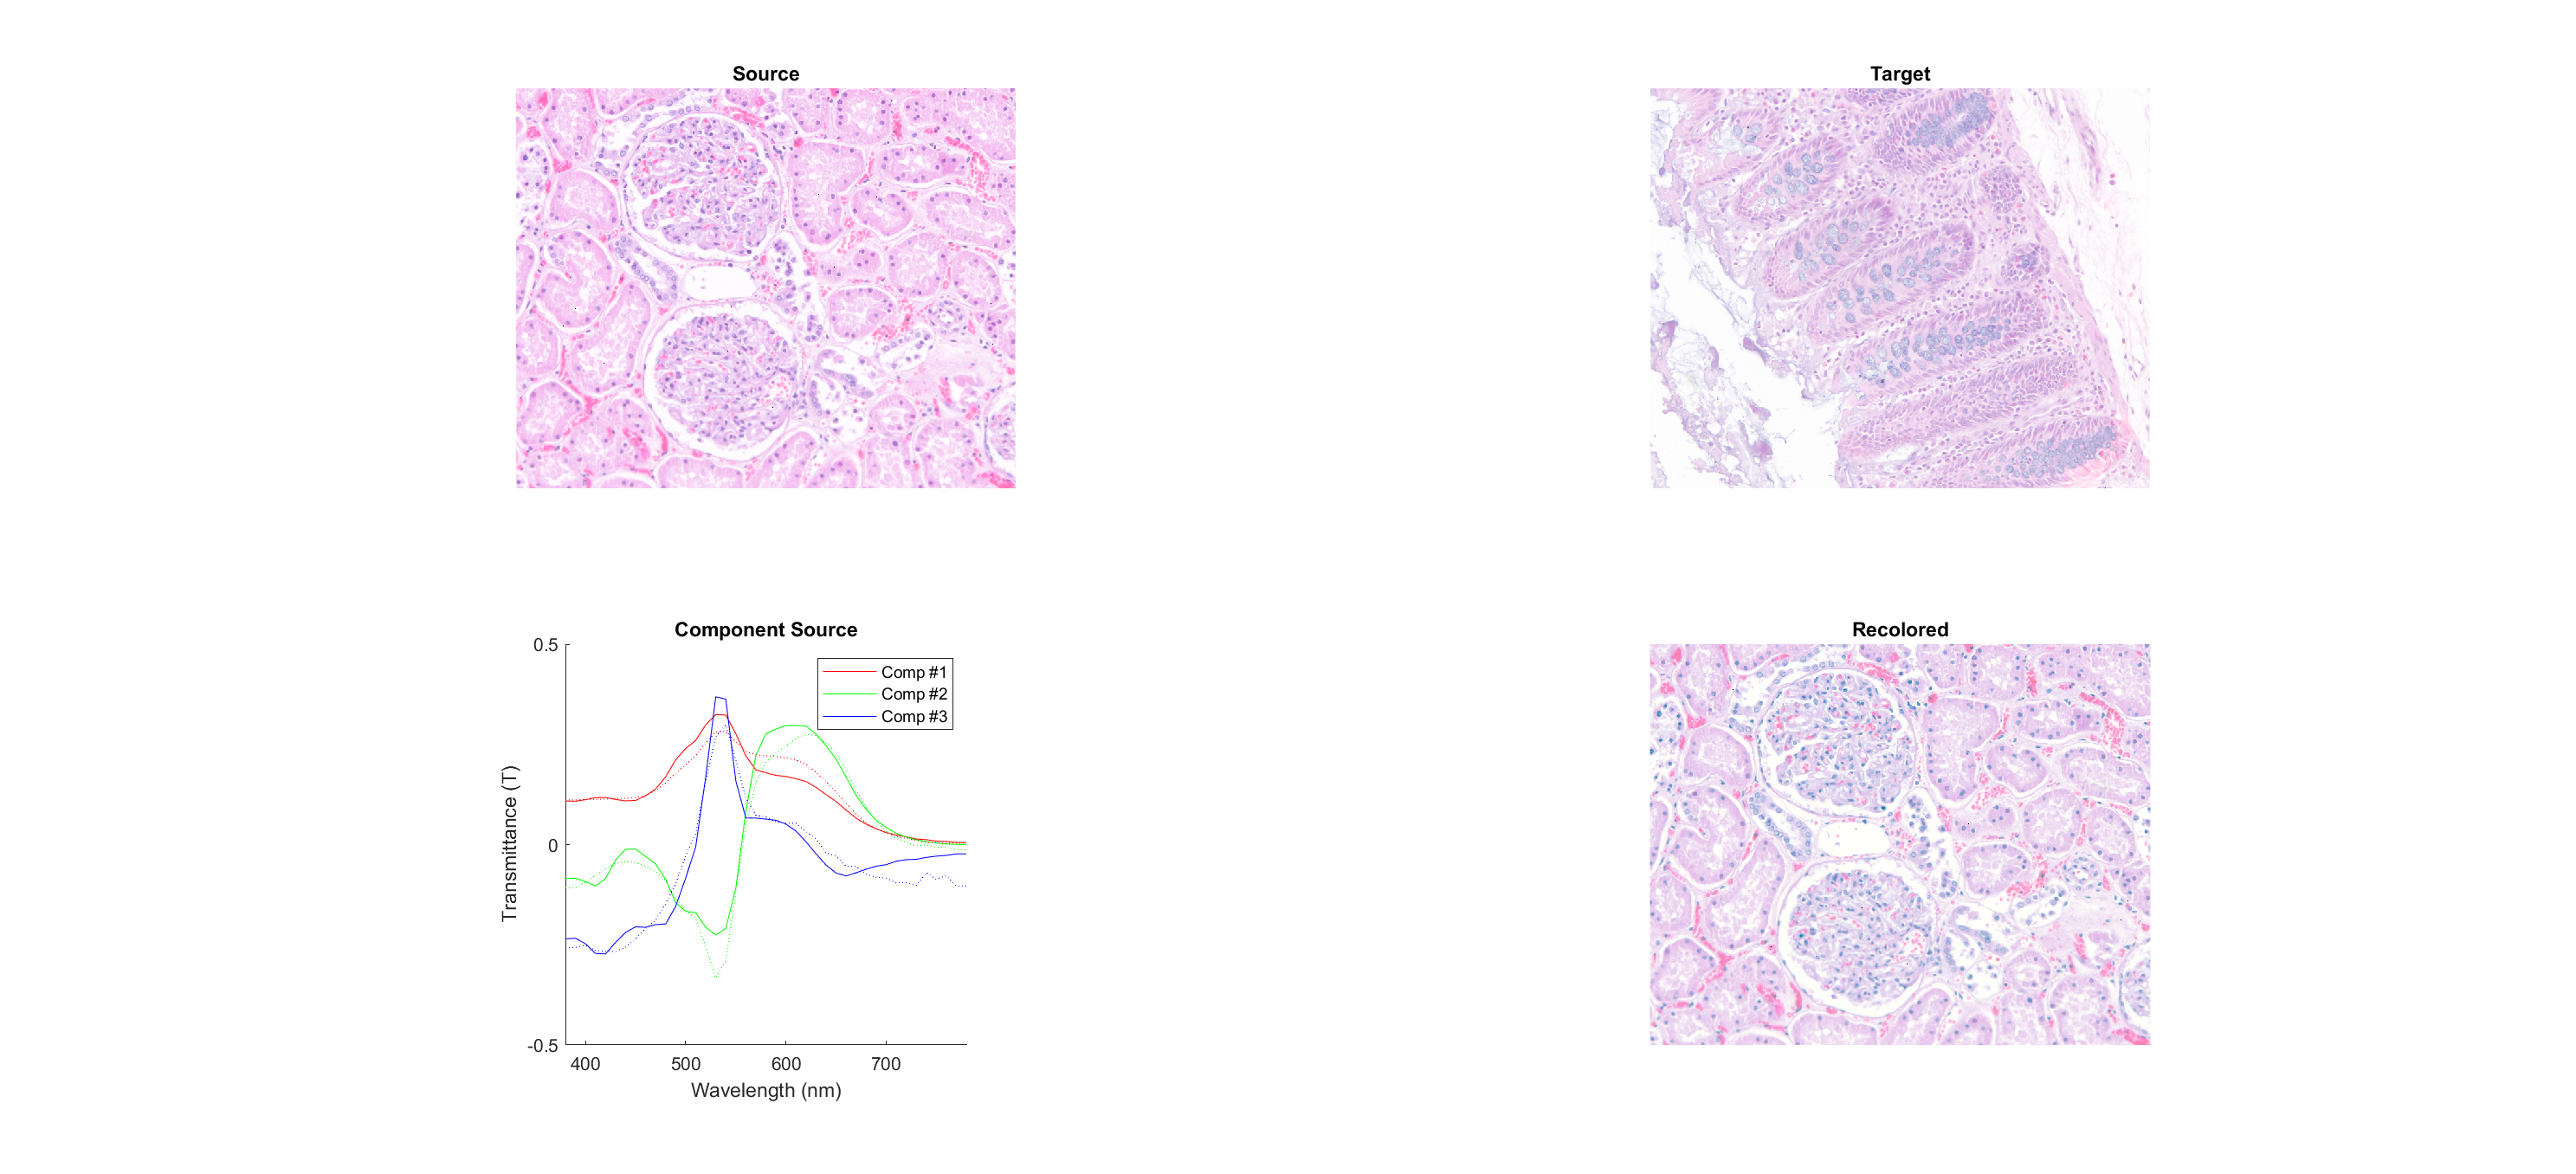 Source
Target
Component Source
0.5
0
-0.5
400 500 600 700
Transmittance (T)
Wavelength (nm)
Comp #1
Comp #2
Comp #3
Recolored